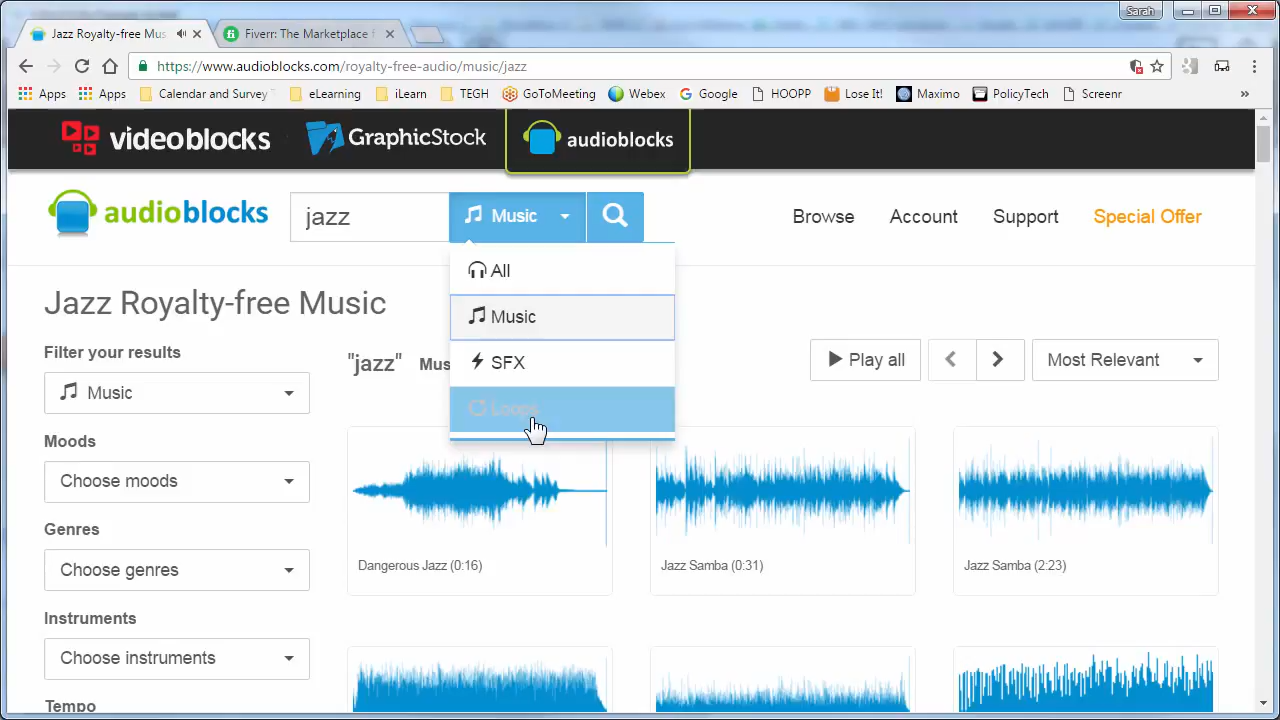 Sarah
Jazz Royalty-free Mus
Fiverr: The Marketplace f
https://www.audioblocks.com/royalty-free-audio/music/jazz
Apps Apps Calendar and Survey eLearning iLearn TEGH GoToMeeting Webex Google HOOPP Lose It! Maximo PolicyTech Screenr »
videoblocks GraphicStock audioblocks
audioblocks jazz Music Browse Account Support Special Offer
All
Music
SFX
Loops
Jazz Royalty-free Music
Filter your results
Music
Moods
Choose moods
Genres
Choose genres
Instruments
Choose instruments
Tempo
"jazz" Mus
Play all Most Relevant
Dangerous Jazz (0:16) Jazz Samba (0:31) Jazz Samba (2:23)